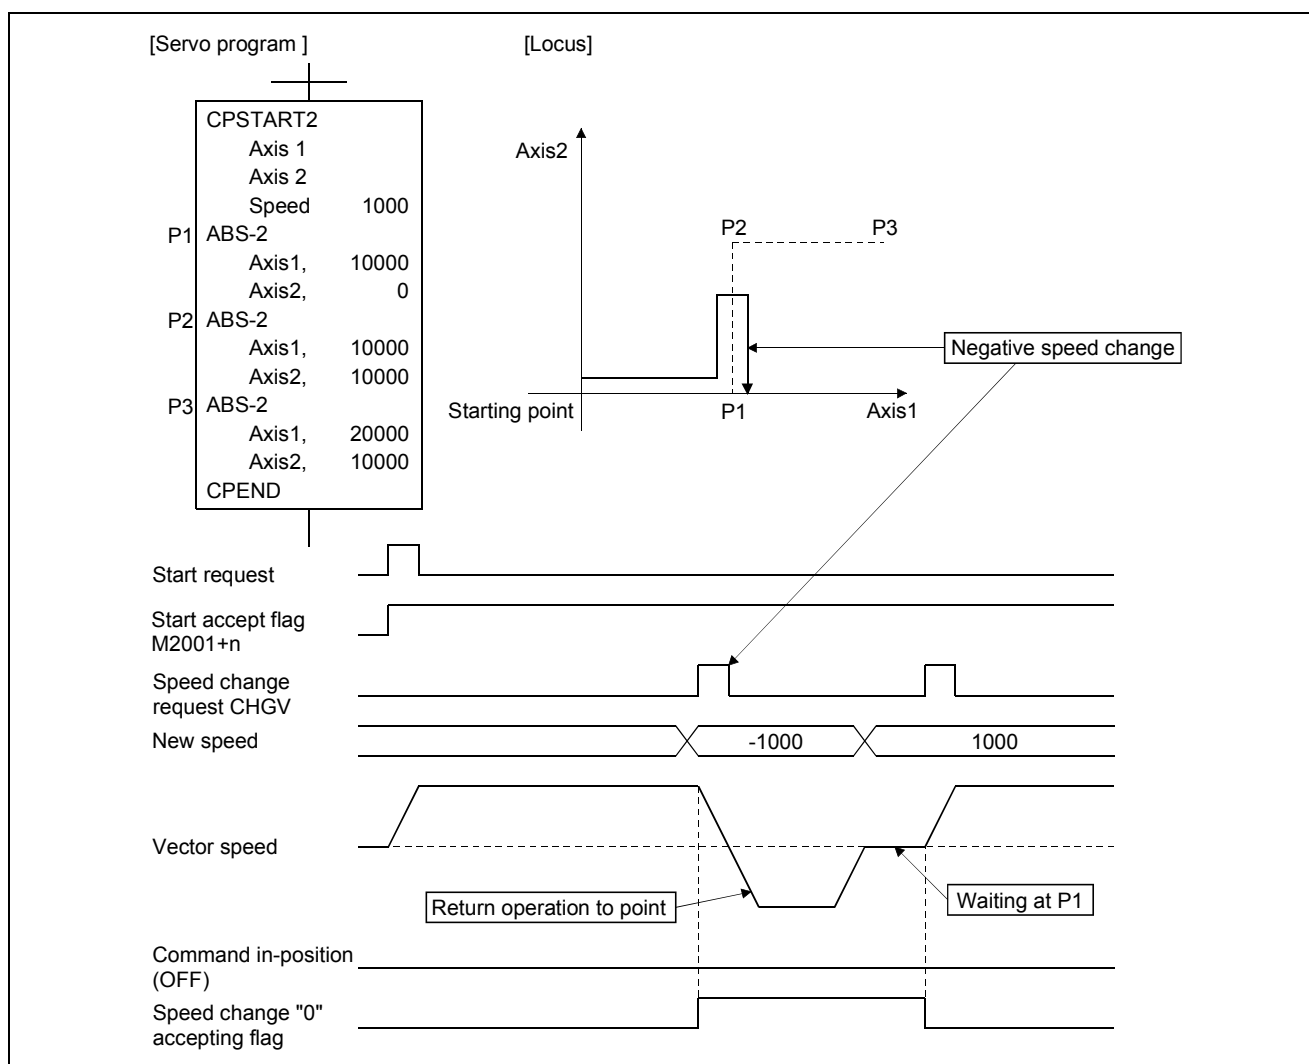 [Servo program ]
[Locus]
CPSTART2
Axis 1
Axis 2
Speed 1000
P1 ABS-2
Axis1, 10000
Axis2, 0
P2 ABS-2
Axis1, 10000
Axis2, 10000
P3 ABS-2
Axis1, 20000
Axis2, 10000
CPEND
Axis2
P2
P3
Negative speed change
Starting point
P1
Axis1
Start request
Start accept flag
M2001+n
Speed change
request CHGV
New speed
-1000
1000
Vector speed
Return operation to point
Waiting at P1
Command in-position
(OFF)
Speed change "0"
accepting flag